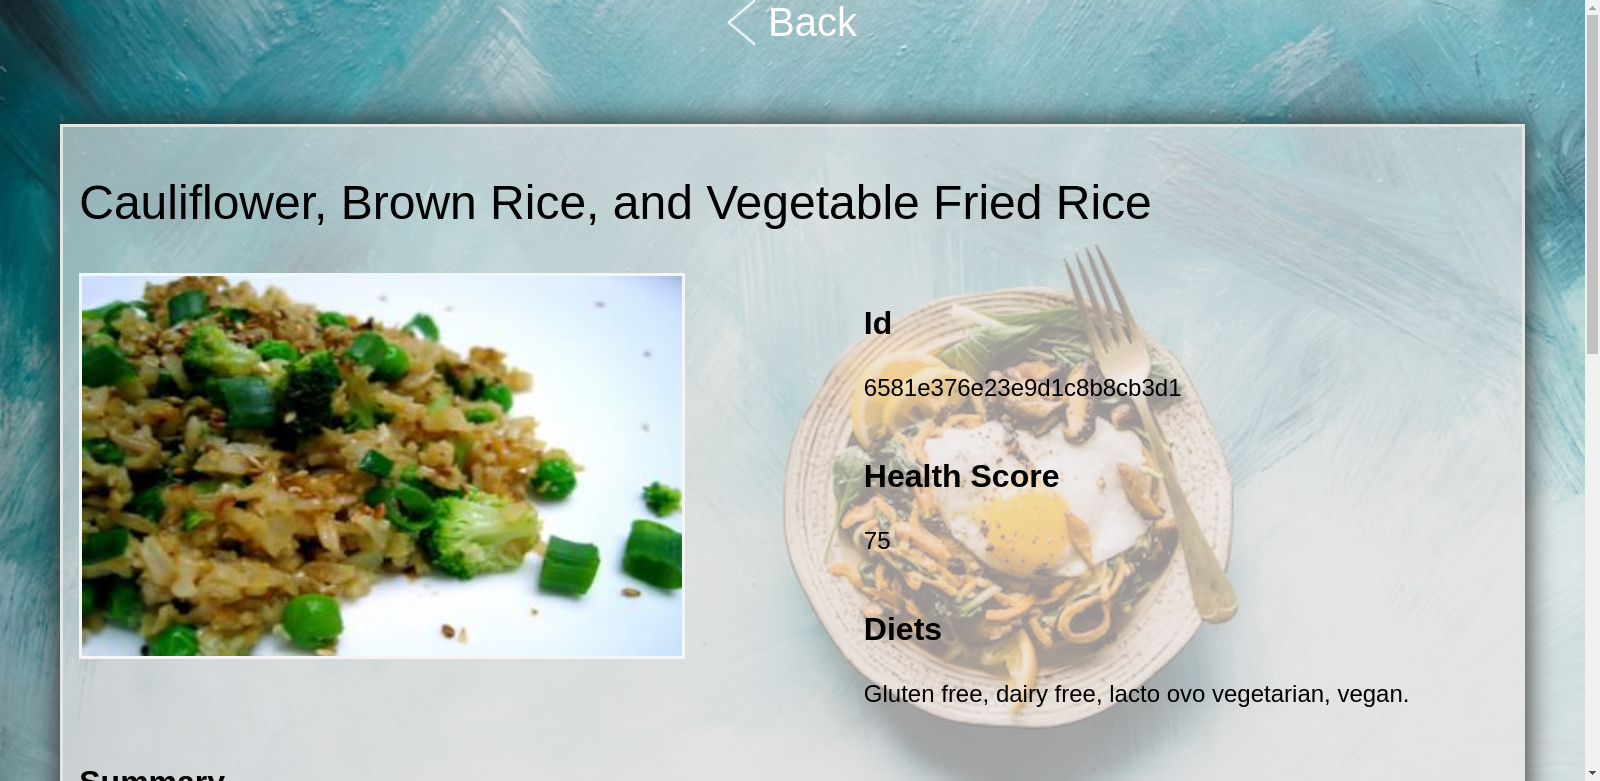 Back
Cauliflower, Brown Rice, and Vegetable Fried Rice
Id
6581e376e23e9d1c8b8cb3d1
Health Score
75
Diets
Gluten free, dairy free, lacto ovo vegetarian, vegan.
Summary